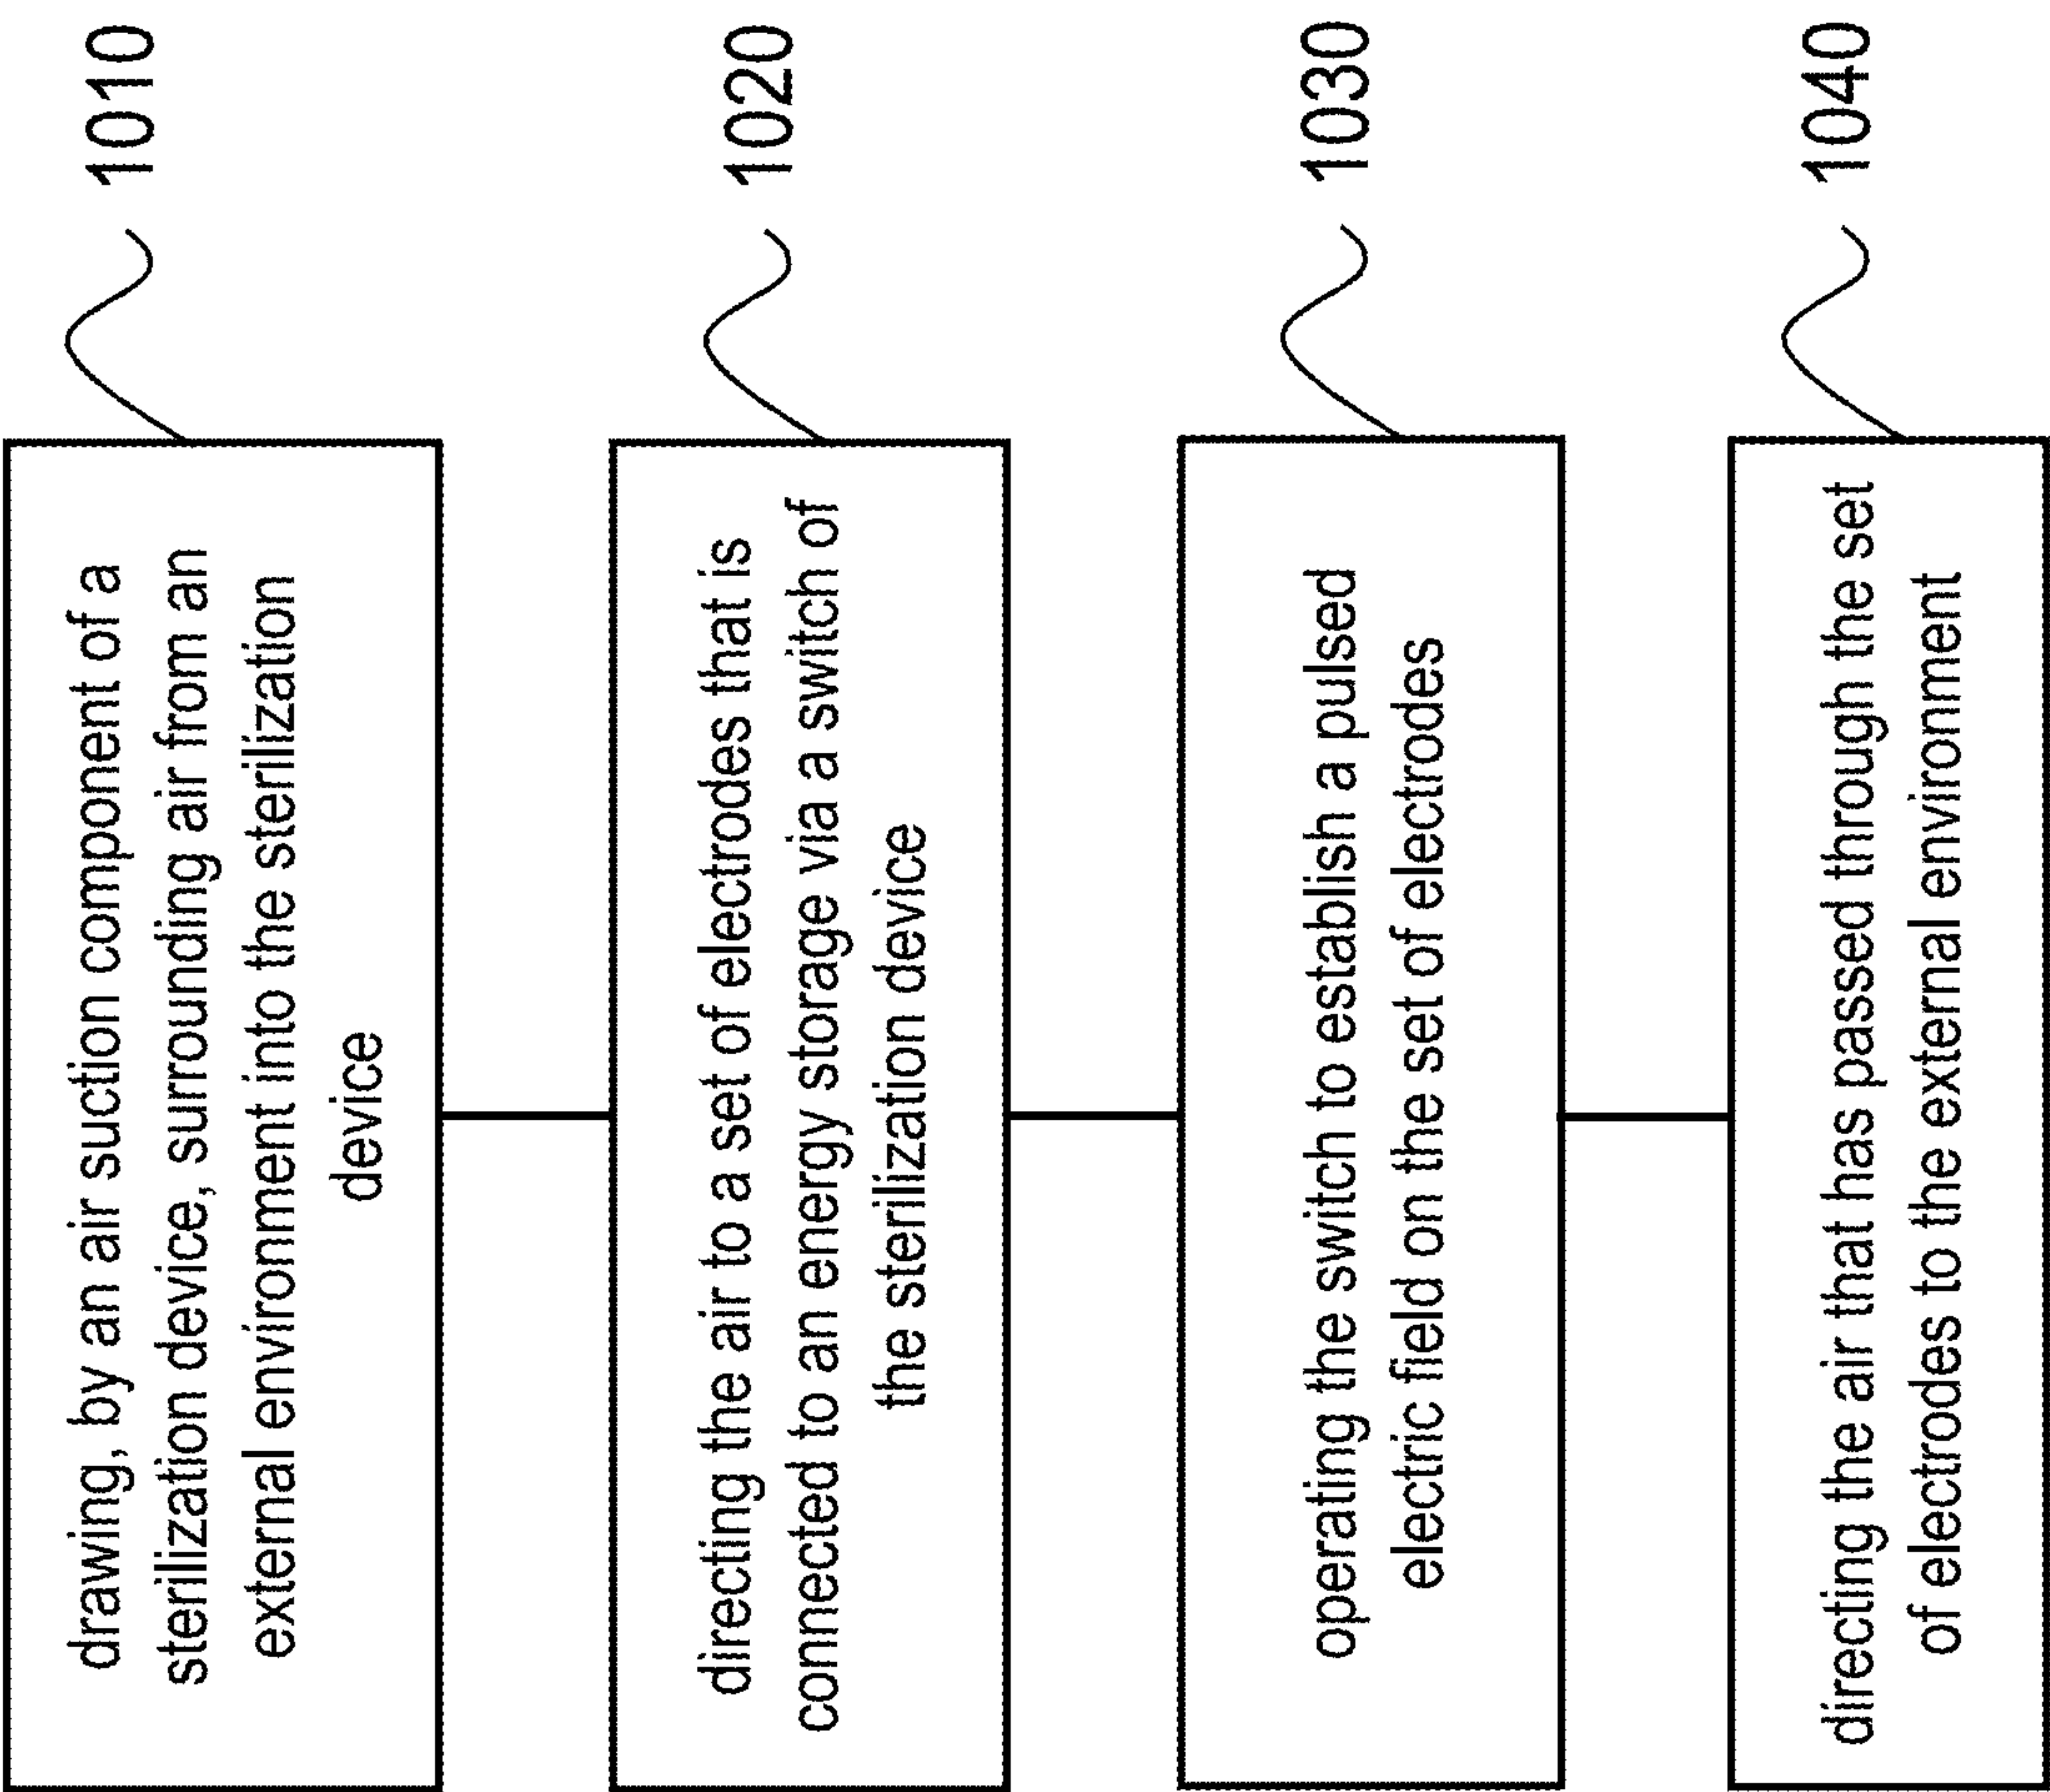 drawing, by an air suction component of a
sterilization device, surrounding air from an
external environment into the sterilization
device
1010
directing the air to a set of electrodes that is
connected to an energy storage via a switch of
the sterilization device
1020
operating the switch to establish a pulsed
electric field on the set of electrodes
1030
directing the air that has passed through the set
of electrodes to the external environment
1040